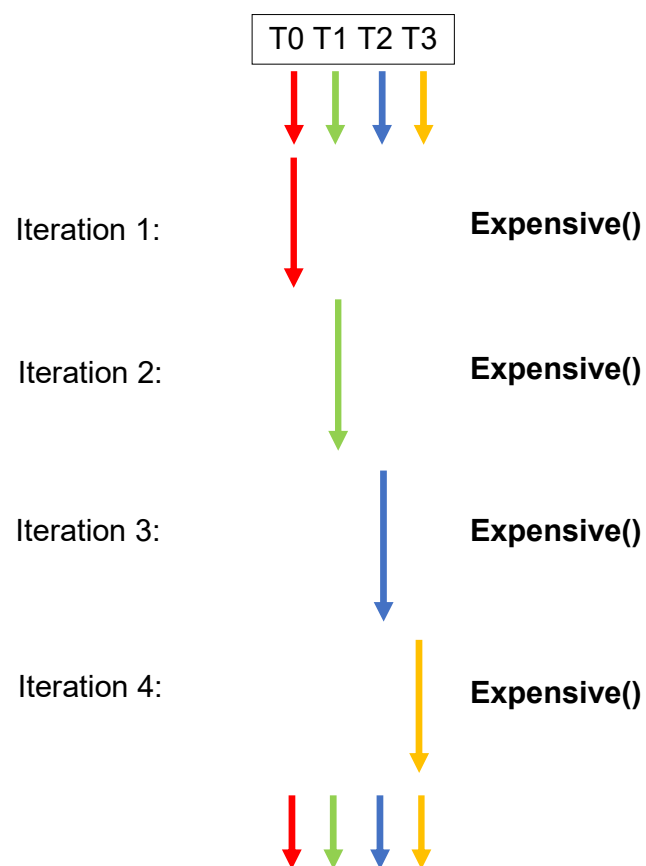 T0 T1 T2 T3
Iteration 1: Expensive()
Iteration 2: Expensive()
Iteration 3: Expensive()
Iteration 4: Expensive()